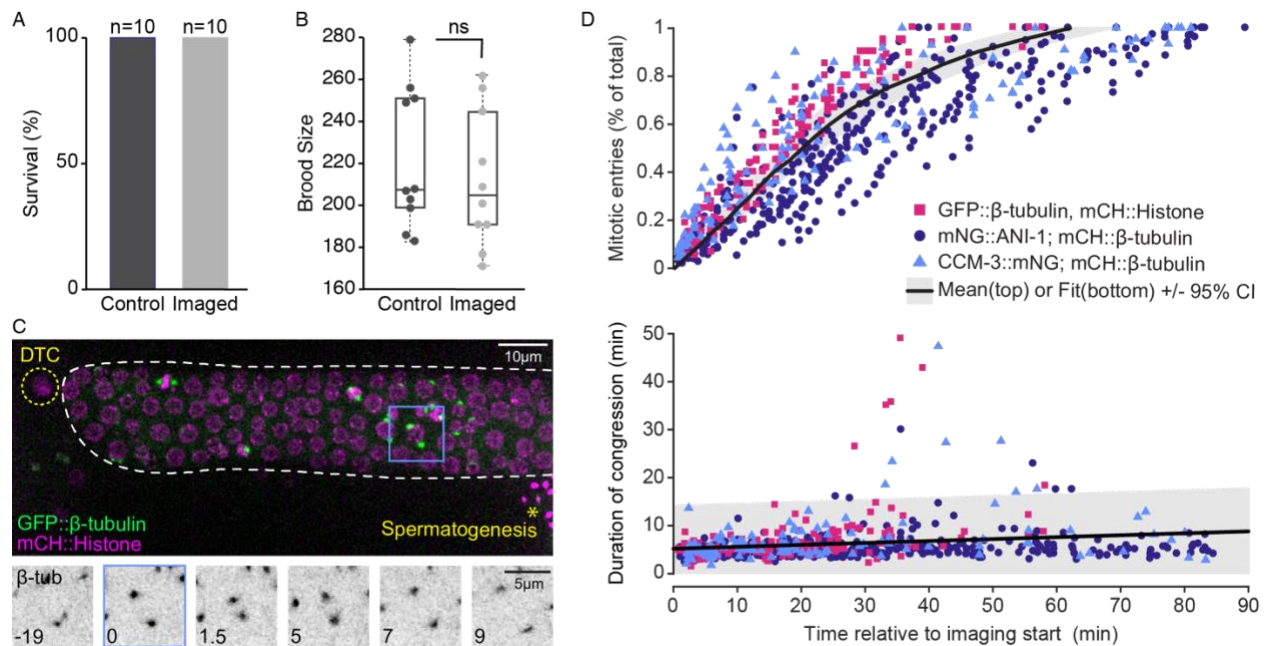 A
n=10 n=10
100
50
0
Survival (%)
Control Imaged
B
ns
280
260
240
220
200
180
160
Brood Size
Control Imaged
C
DTC
10µm
GFP::β-tubulin
mCH::Histone
*
Spermatogenesis
β-tub
5µm
-19 0 1.5 5 7 9
D
1
0.8
0.6
0.4
0.2
0
Mitotic entries (% of total)
GFP::β-tubulin, mCH::Histone
mNG::ANI-1; mCH::β-tubulin
CCM-3::mNG; mCH::β-tubulin
Mean(top) or Fit(bottom) +/- 95% CI
50
40
30
20
10
0
Duration of congression (min)
0 10 20 30 40 50 60 70 80 90
Time relative to imaging start (min)